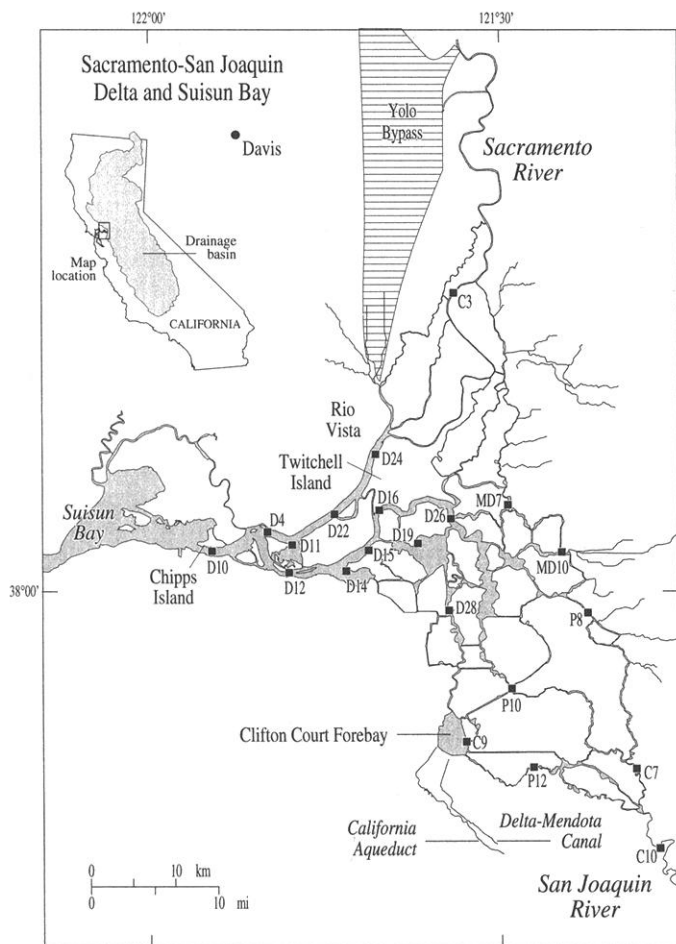 122°00'
121°30'
Sacramento-San Joaquin
Delta and Suisun Bay
Davis
Yolo
Bypass
Sacramento
River
Drainage
basin
Map
location
CALIFORNIA
C3
Rio
Vista
D24
Twitchell
Island
D16
MD7
Suisun
Bay
D4
D22
D26
D11
D19
D10
D15
MD10
Chipps
Island
D12
D14
38°00'
D28
P8
P10
Clifton Court Forebay
C9
P12
C7
California
Aqueduct
Delta-Mendota
Canal
C10
0 10
km
0 10
mi
San Joaquin
River